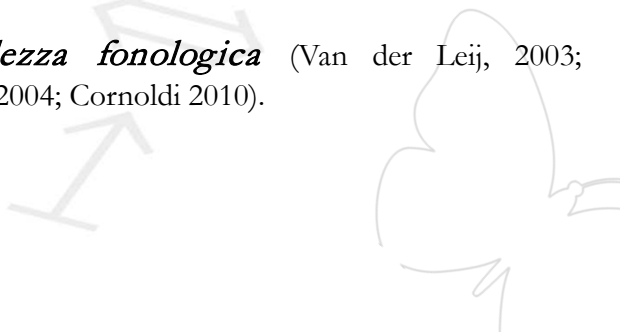 lezza fonologica (Van der Leij, 2003;
2004; Cornoldi 2010).